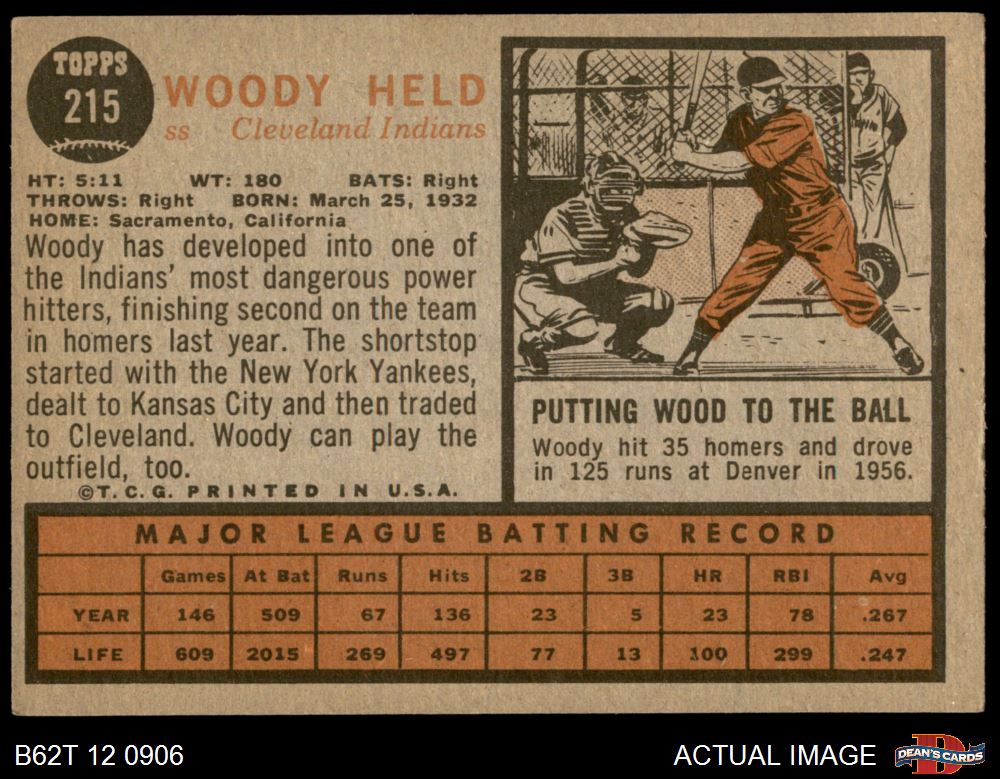 TOPPS
215
WOODY HELD
SS Cleveland Indians
HT: 5:11 WT: 180 BATS: Right
THROWS: Right BORN: March 25, 1932
HOME: Sacramento, California
Woody has developed into one of
the Indians' most dangerous power
hitters, finishing second on the team
in homers last year. The shortstop
started with the New York Yankees,
dealt to Kansas City and then traded
to Cleveland. Woody can play the
outfield, too.
©T.C.G. PRINTED IN U.S.A.
PUTTING WOOD TO THE BALL
Woody hit 35 homers and drove
in 125 runs at Denver in 1956.
MAJOR LEAGUE BATTING RECORD
Games At Bat Runs Hits 2B 3B HR RBI Avg
YEAR 146 509 67 136 23 5 23 78 .267
LIFE 609 2015 269 497 77 13 100 299 .247
B62T 12 0906
ACTUAL IMAGE
DEAN'S CARDS